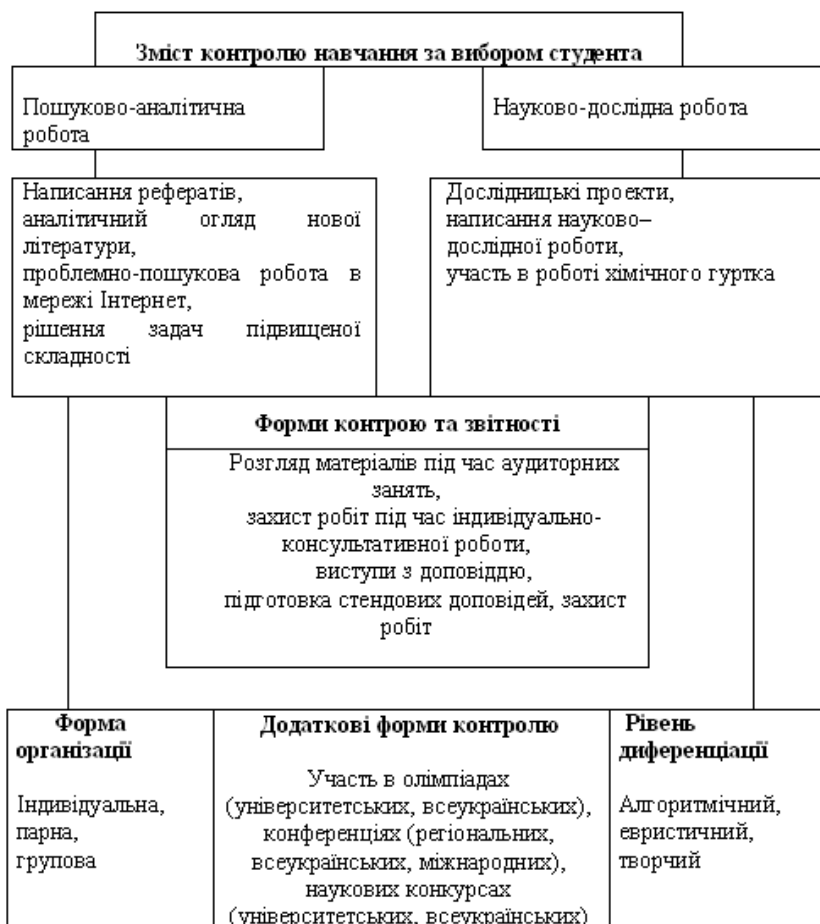 Зміст контролю навчання за вибором студента
Пошуково-аналітична
робота
Науково-дослідна робота
Написання рефератів,
аналітичний огляд нової
літератури,
проблемно-пошукова робота в
мережі Інтернет,
рішення задач підвищеної
складності
Дослідницькі проекти,
написання науково–
дослідної роботи,
участь в роботі хімічного гуртка
Форми контрою та звітності
Розгляд матеріалів під час аудиторних
занять,
захист робіт під час індивідуально-
консультативної роботи,
виступи з доповіддю,
підготовка стендових доповідей, захист
робіт
Форма
організації
Індивідуальна,
парна,
групова
Додаткові форми контролю
Участь в олімпіадах
(університетських, всеукраїнських),
конференціях (регіональних,
всеукраїнських, міжнародних),
наукових конкурсах
(університетських, всеукраїнських)
Рівень
диференціації
Алгоритмічний,
евристичний,
творчий